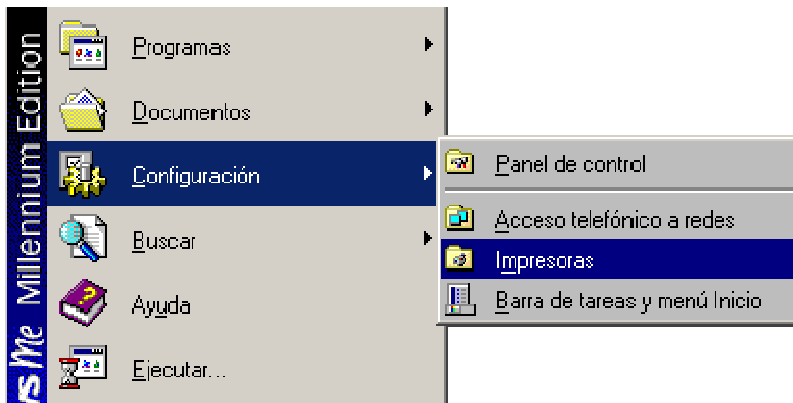 Programas
Documentos
Configuración
Buscar
Ayuda
Ejecutar...
Panel de control
Acceso telefónico a redes
Impresoras
Barra de tareas y menú Inicio
Me Millennium Edition